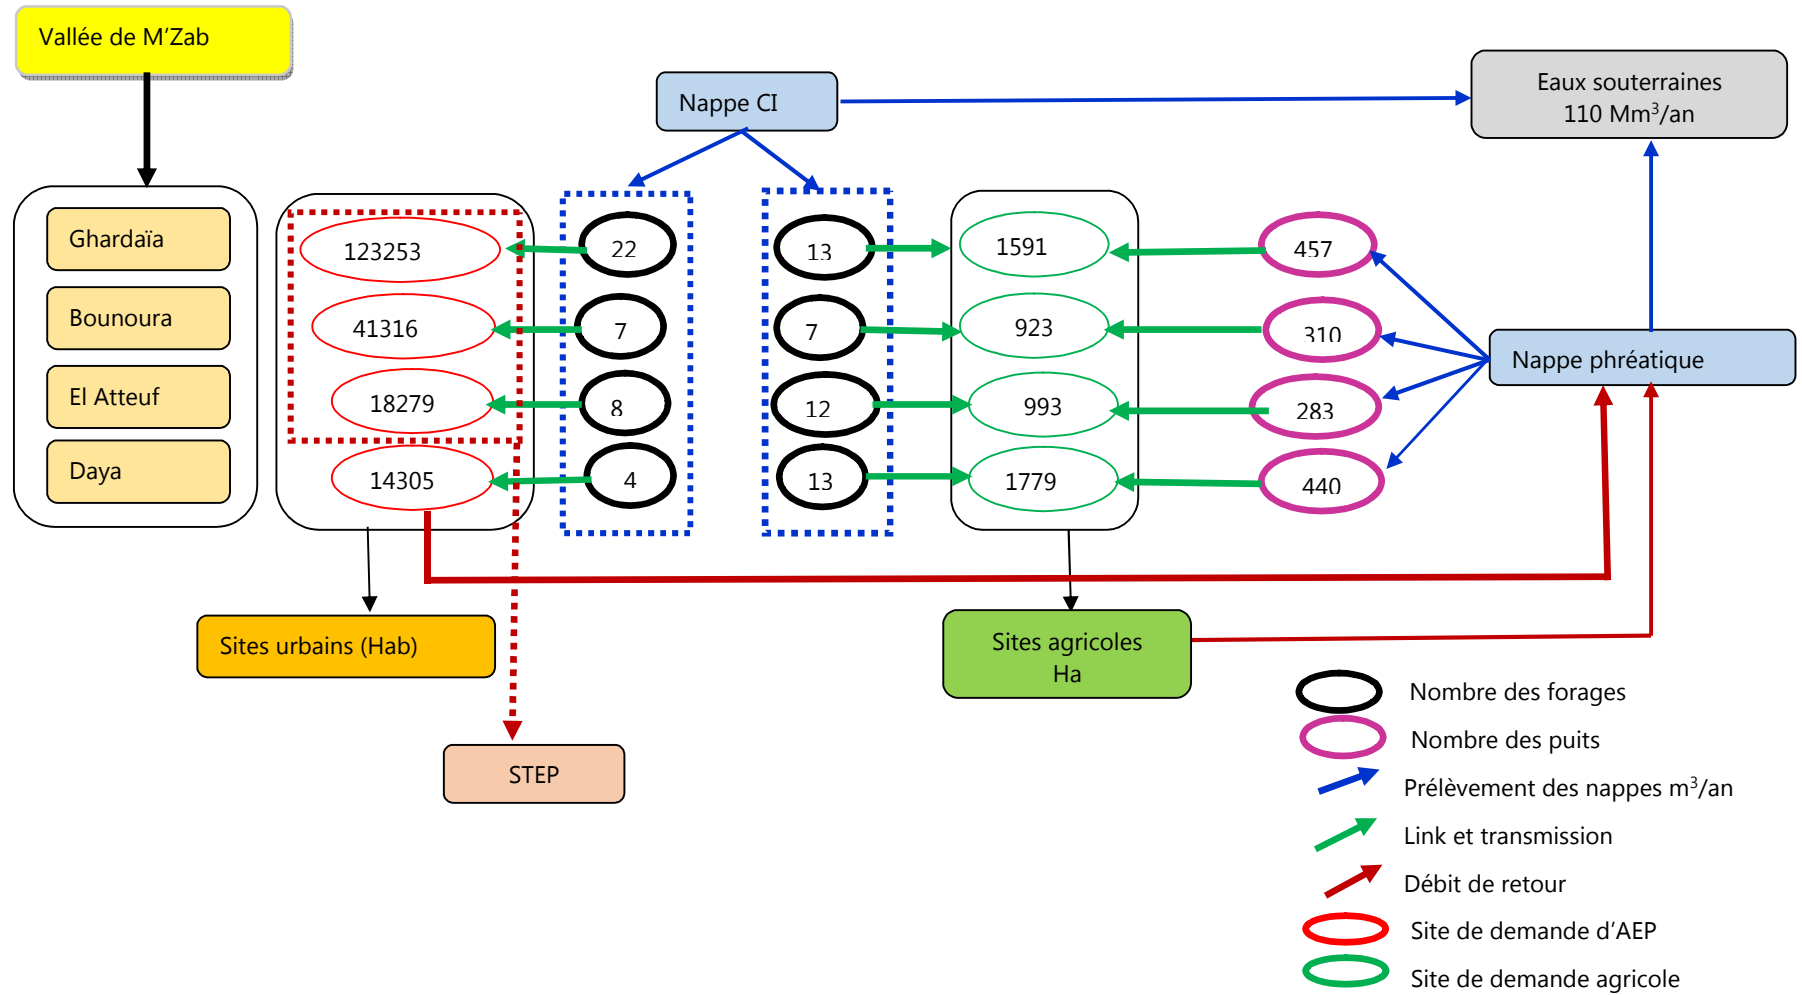 Vallée de M’Zab
Nappe CI
Eaux souterraines
110 Mm³/an
Ghardaïa
123253
22
13
1591
457
Bounoura
41316
7
7
923
310
Nappe phréatique
El Atteuf
18279
8
12
993
283
Daya
14305
4
13
1779
440
Sites urbains (Hab)
Sites agricoles
Ha
STEP
Nombre des forages
Nombre des puits
Prélèvement des nappes m³/an
Link et transmission
Débit de retour
Site de demande d’AEP
Site de demande agricole